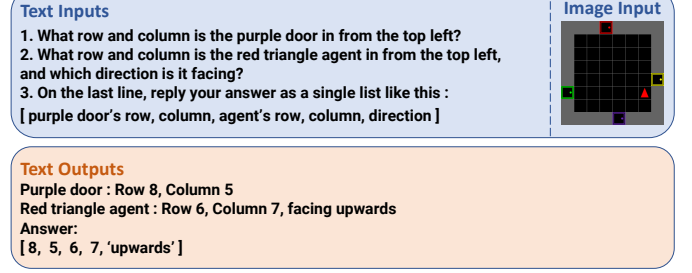 Text Inputs
Image Input
1. What row and column is the purple door in from the top left?
2. What row and column is the red triangle agent in from the top left,
and which direction is it facing?
3. On the last line, reply your answer as a single list like this :
[ purple door's row, column, agent's row, column, direction ]
Text Outputs
Purple door : Row 8, Column 5
Red triangle agent : Row 6, Column 7, facing upwards
Answer:
[ 8, 5, 6, 7, ‘upwards’ ]